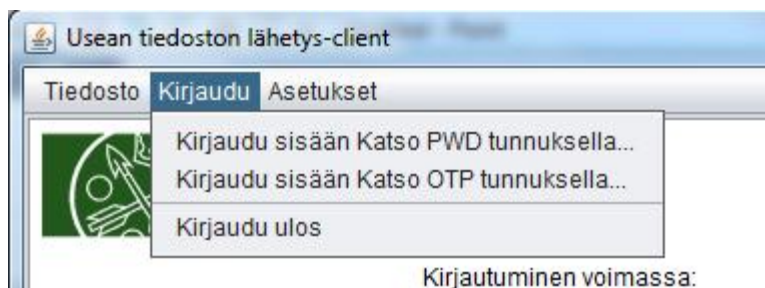 Usean tiedoston lähetys-client
Tiedosto Kirjaudu Asetukset
Kirjaudu sisään Katso PWD tunnuksella...
Kirjaudu sisään Katso OTP tunnuksella...
Kirjaudu ulos
Kirjautuminen voimassa: